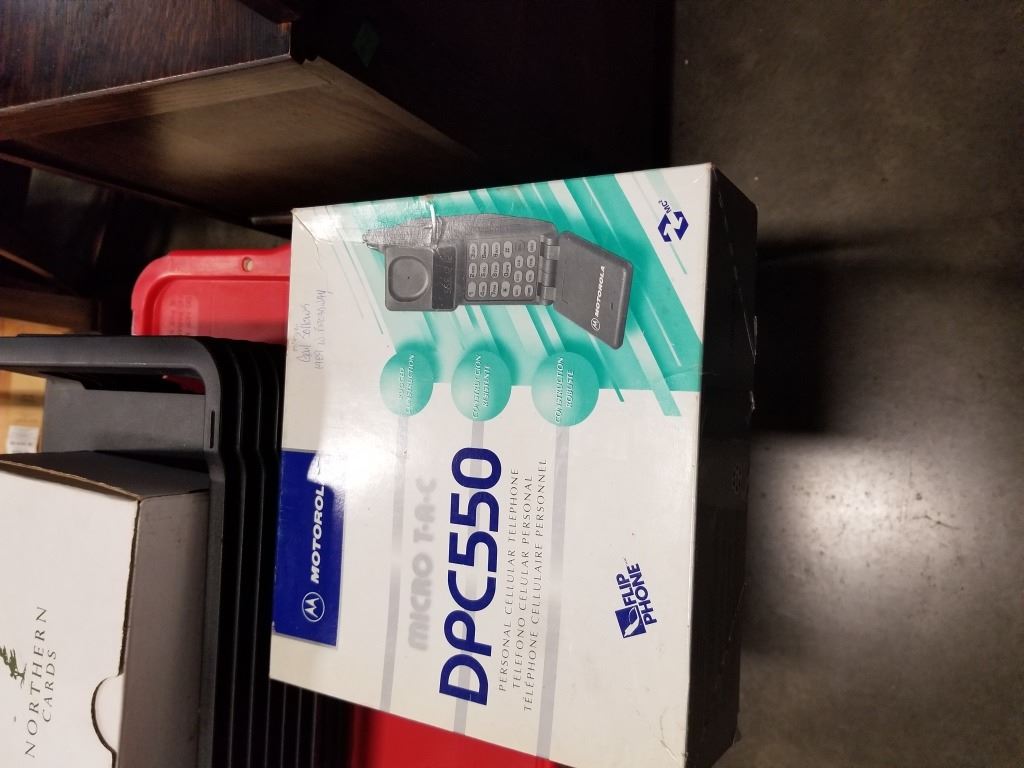 MOTOROLA
MICRO T·A·C
DPC550
PERSONAL CELLULAR TELEPHONE
TELEFONO CELULAR PERSONAL
TÉLÉPHONE CELLULAIRE PERSONNEL
FLIP
PHONE
RUGGED
CONSTRUCTION
CONSTRUCCION
RESISTENTE
CONSTRUCTION
ROBUSTE
MOTOROLA
MC²
NORTHERN
CARDS